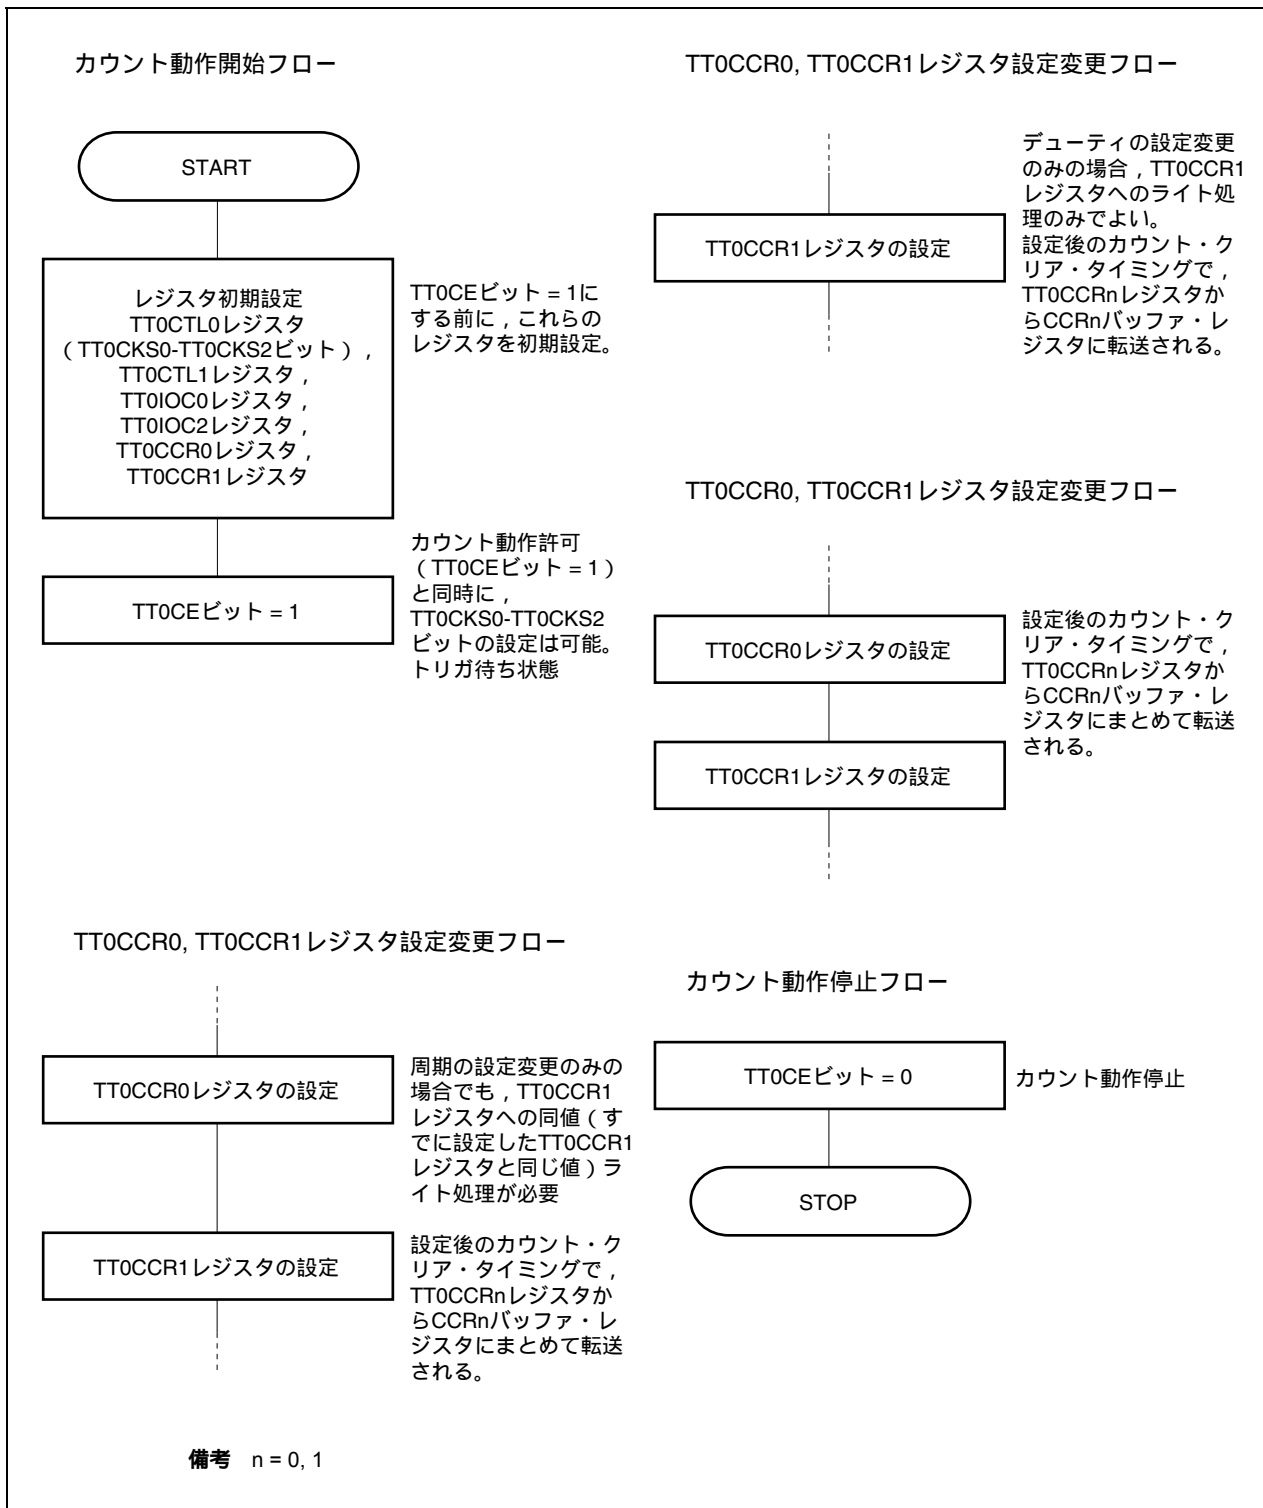 カウント動作開始フロー
START
レジスタ初期設定
TT0CTL0レジスタ
（TT0CKS0-TT0CKS2ビット），
TT0CTL1レジスタ，
TT0IOC0レジスタ，
TT0IOC2レジスタ，
TT0CCR0レジスタ，
TT0CCR1レジスタ
TT0CEビット = 1に
する前に，これらの
レジスタを初期設定。
TT0CEビット = 1
カウント動作許可
（TT0CEビット = 1）
と同時に，
TT0CKS0-TT0CKS2
ビットの設定は可能。
トリガ待ち状態
TT0CCR0, TT0CCR1レジスタ設定変更フロー
TT0CCR0レジスタの設定
周期の設定変更のみの
場合でも，TT0CCR1
レジスタへの同値（す
でに設定したTT0CCR1
レジスタと同じ値）ラ
イト処理が必要
TT0CCR1レジスタの設定
設定後のカウント・ク
リア・タイミングで，
TT0CCRnレジスタか
らCCRnバッファ・レ
ジスタにまとめて転送
される。
TT0CCR0, TT0CCR1レジスタ設定変更フロー
TT0CCR1レジスタの設定
デューティの設定変更
のみの場合，TT0CCR1
レジスタへのライト処
理のみでよい。
設定後のカウント・ク
リア・タイミングで，
TT0CCRnレジスタか
らCCRnバッファ・レ
ジスタに転送される。
TT0CCR0, TT0CCR1レジスタ設定変更フロー
TT0CCR0レジスタの設定
設定後のカウント・ク
リア・タイミングで，
TT0CCRnレジスタか
らCCRnバッファ・レ
ジスタにまとめて転送
される。
TT0CCR1レジスタの設定
カウント動作停止フロー
TT0CEビット = 0
カウント動作停止
STOP
備考 n = 0, 1